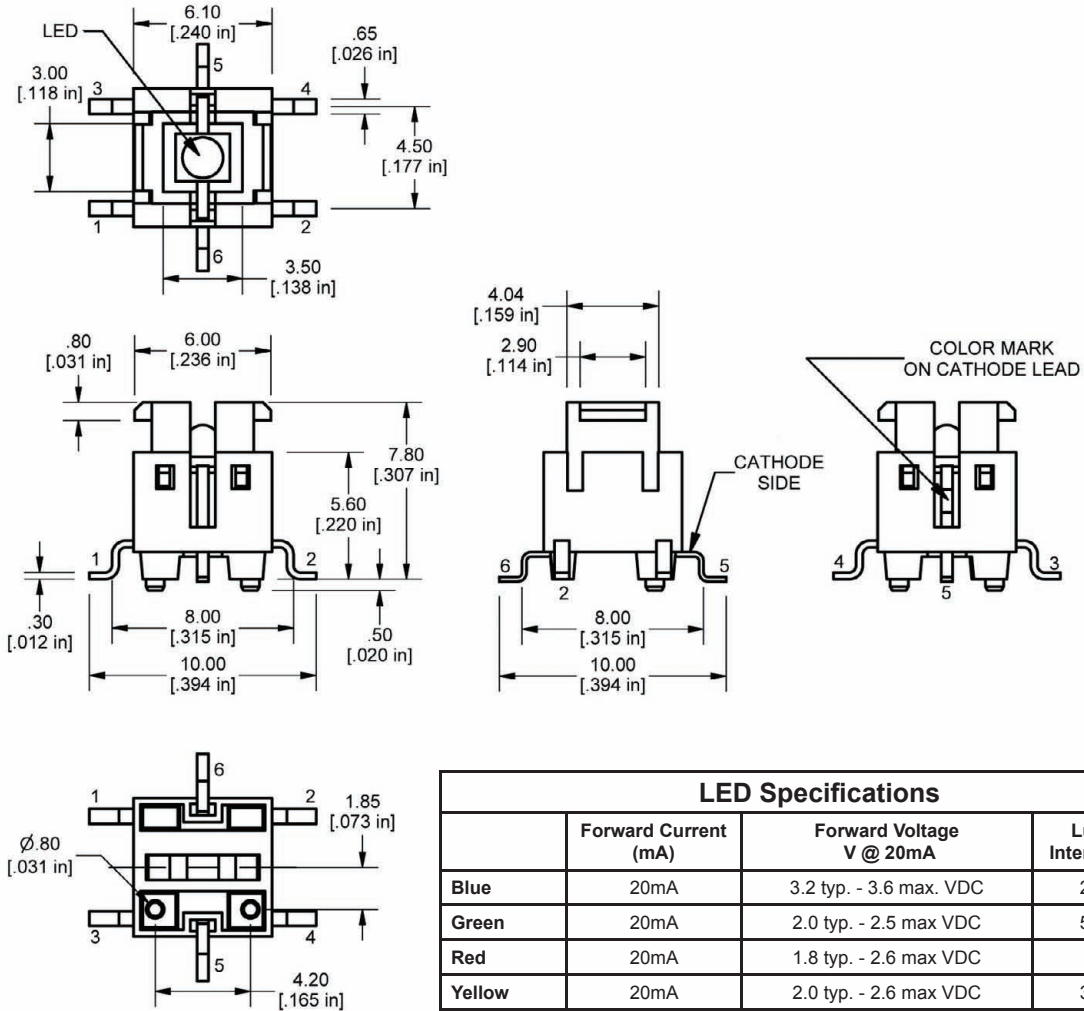 6.10
[.240 in]
LED
5
.65
[.026 in]
3.00
[.118 in]
3
4
4.50
[.177 in]
1
2
6
3.50
[.138 in]
.80
[.031 in]
6.00
[.236 in]
7.80
[.307 in]
5.60
[.220 in]
1
2
.30
[.012 in]
8.00
[.315 in]
.50
[.020 in]
10.00
[.394 in]
4.04
[.159 in]
2.90
[.114 in]
CATHODE
SIDE
6
5
2
8.00
[.315 in]
10.00
[.394 in]
COLOR MARK
ON CATHODE LEAD
4
3
5
6
1
2
1.85
[.073 in]
Ø.80
[.031 in]
3
4
5
4.20
[.165 in]
LED Specifications
Forward Current
(mA)
Forward Voltage
V @ 20mA
Blue 20mA 3.2 typ. - 3.6 max. VDC
Green 20mA 2.0 typ. - 2.5 max VDC
Red 20mA 1.8 typ. - 2.6 max VDC
Yellow 20mA 2.0 typ. - 2.6 max VDC